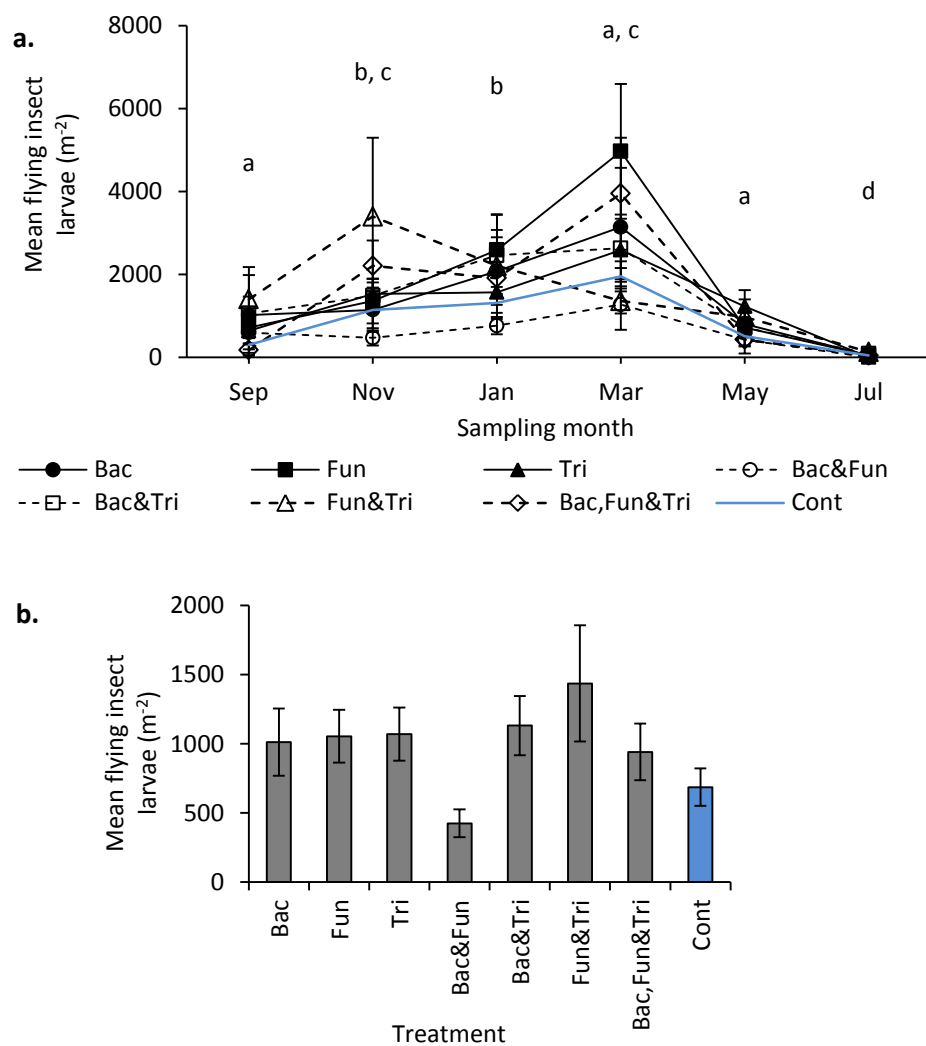 a.
8000
6000
4000
2000
0
Mean flying insect
larvae (m-2)
a
b, c
b
a, c
a
d
Sep Nov Jan Mar May Jul
Sampling month
Bac Fun Tri Bac&Fun
Bac&Tri Fun&Tri Bac,Fun&Tri Cont
b.
2000
1500
1000
500
0
Mean flying insect
larvae (m-2)
Bac
Fun
Tri
Bac&Fun
Bac&Tri
Fun&Tri
Bac,Fun&Tri
Cont
Treatment